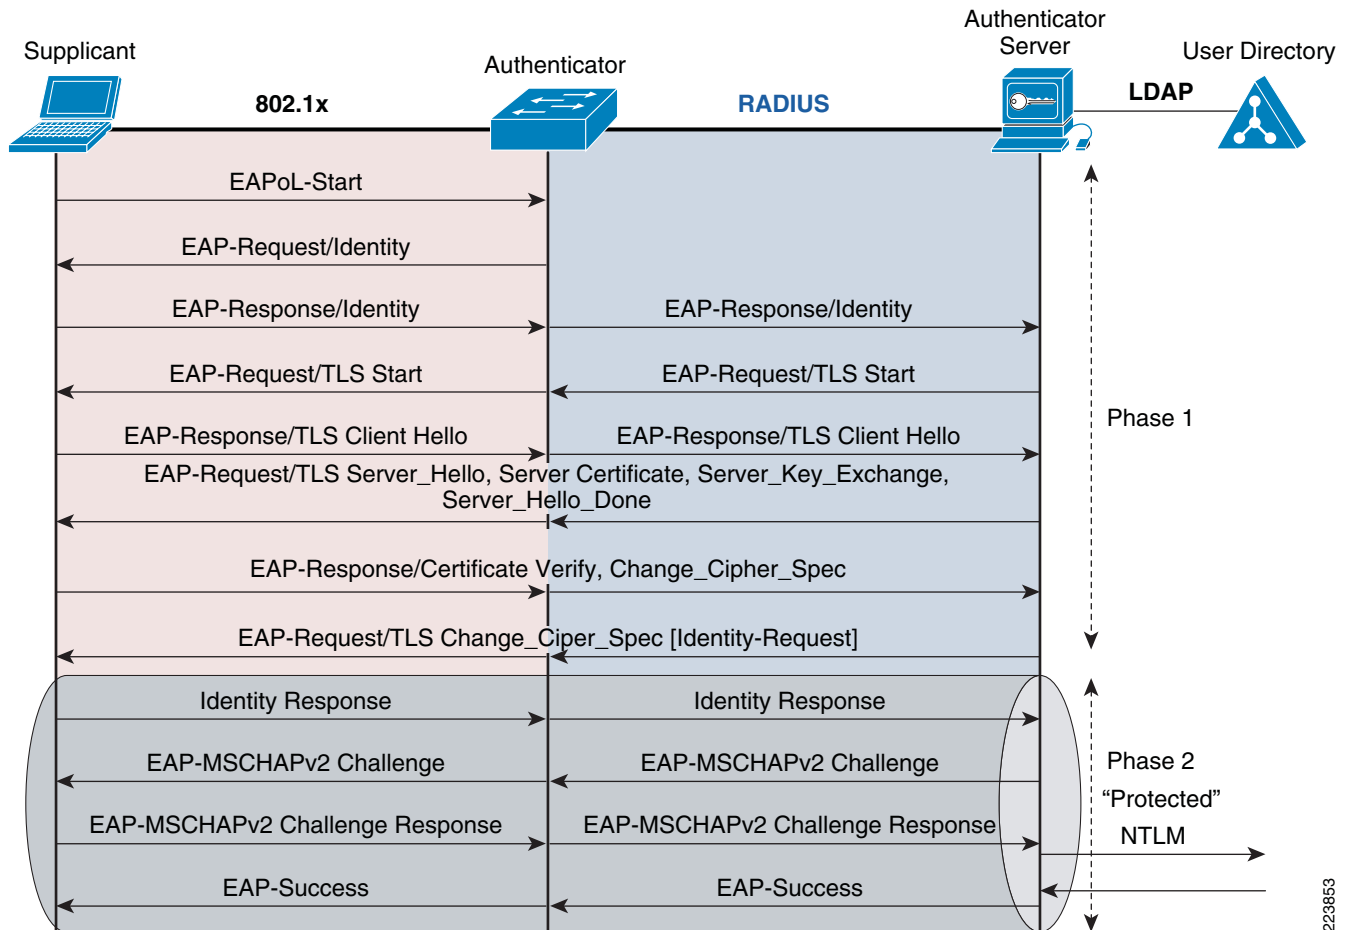 Supplicant
Authenticator
Authenticator
Server
User Directory
802.1x
RADIUS
LDAP
EAPoL-Start
EAP-Request/Identity
EAP-Response/Identity
EAP-Response/Identity
EAP-Request/TLS Start
EAP-Request/TLS Start
EAP-Response/TLS Client Hello
EAP-Response/TLS Client Hello
EAP-Request/TLS Server_Hello, Server Certificate, Server_Key_Exchange,
Server_Hello_Done
EAP-Response/Certificate Verify, Change_Cipher_Spec
EAP-Request/TLS Change_Ciper_Spec [Identity-Request]
Phase 1
Identity Response
Identity Response
EAP-MSCHAPv2 Challenge
EAP-MSCHAPv2 Challenge
EAP-MSCHAPv2 Challenge Response
EAP-MSCHAPv2 Challenge Response
EAP-Success
EAP-Success
Phase 2
“Protected”
NTLM
223853